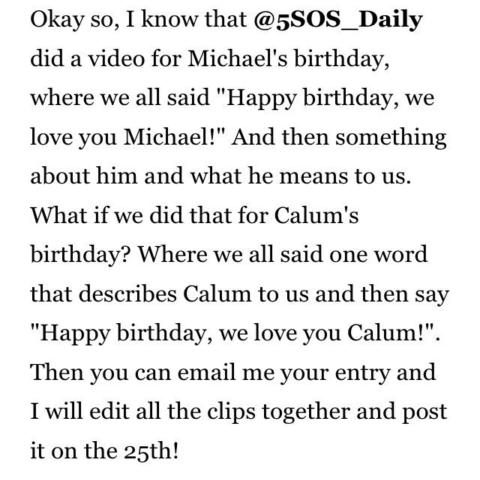 Okay so, I know that @5SOS_Daily
did a video for Michael's birthday,
where we all said "Happy birthday, we
love you Michael!" And then something
about him and what he means to us.
What if we did that for Calum's
birthday? Where we all said one word
that describes Calum to us and then say
"Happy birthday, we love you Calum!".
Then you can email me your entry and
I will edit all the clips together and post
it on the 25th!